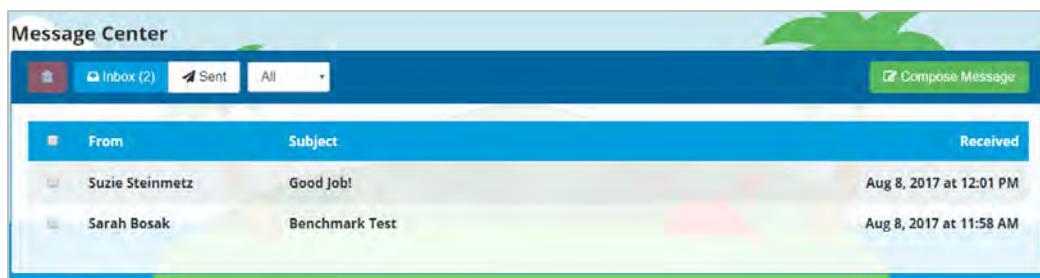 Message Center
Inbox (2) Sent All Compose Message
From Subject Received
Suzie Steinmetz Good Job! Aug 8, 2017 at 12:01 PM
Sarah Bosak Benchmark Test Aug 8, 2017 at 11:58 AM